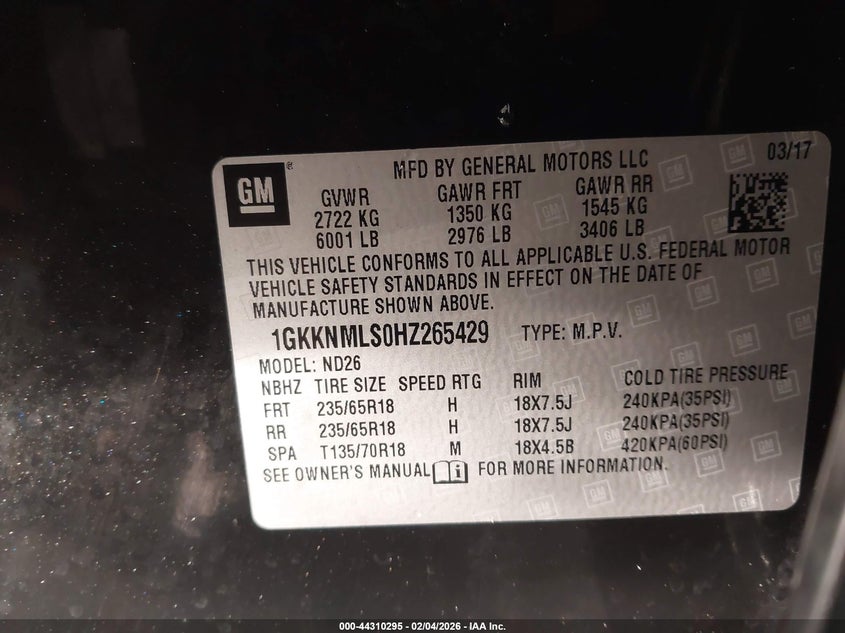 GM
MFD BY GENERAL MOTORS LLC 03/17
GVWR GAWR FRT GAWR RR
2722 KG 1350 KG 1545 KG
6001 LB 2976 LB 3406 LB
THIS VEHICLE CONFORMS TO ALL APPLICABLE U.S. FEDERAL MOTOR
VEHICLE SAFETY STANDARDS IN EFFECT ON THE DATE OF
MANUFACTURE SHOWN ABOVE.
1GKKNMLS0HZ265429 TYPE: M.P.V.
MODEL: ND26
NBHZ TIRE SIZE SPEED RTG RIM COLD TIRE PRESSURE
FRT 235/65R18 H 18X7.5J 240KPA(35PSI)
RR 235/65R18 H 18X7.5J 240KPA(35PSI)
SPA T135/70R18 M 18X4.5B 420KPA(60PSI)
SEE OWNER'S MANUAL FOR MORE INFORMATION.
000-44310295 - 02/04/2026 - IAA Inc.